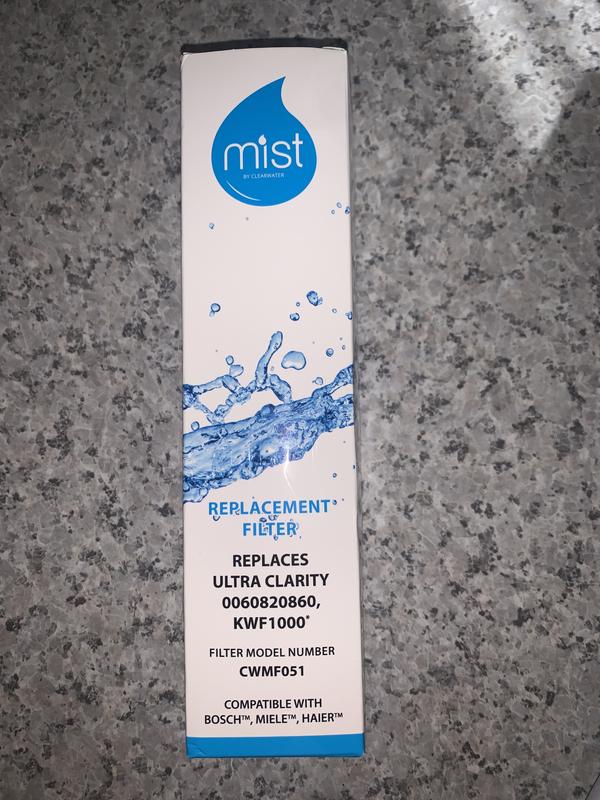 mist
BY CLEARWATER
REPLACEMENT
FILTER
REPLACES
ULTRA CLARITY
0060820860,
KWF1000*
FILTER MODEL NUMBER
CWMF051
COMPATIBLE WITH
BOSCH™, MIELE™, HAIER™